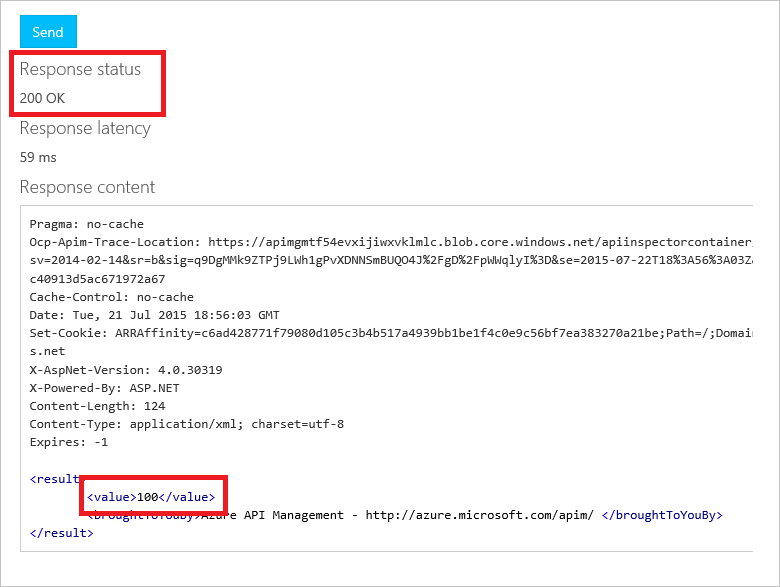 Send
Response status
200 OK
Response latency
59 ms
Response content
Pragma: no-cache
Ocp-Apim-Trace-Location: https://apimgmtf54evxijiwxvklmlc.blob.core.windows.net/apiinspectorcontainer
sv=2014-02-14&sr=b&sig=q9DgMMk9ZTPj9LWh1gPvXDNNSmBUQO4J%2FgD%2FpWWqlyI%3D&se=2015-07-22T18%3A56%3A03Z&
c40913d5ac671972a67
Cache-Control: no-cache
Date: Tue, 21 Jul 2015 18:56:03 GMT
Set-Cookie: ARRAffinity=c6ad428771f79080d105c3b4b517a4939bb1be1f4c0e9c56bf7ea383270a21be;Path=/;Domai
s.net
X-AspNet-Version: 4.0.30319
X-Powered-By: ASP.NET
Content-Length: 124
Content-Type: application/xml; charset=utf-8
Expires: -1
<result
<value>100</value>
<broughtToYouBy>Azure API Management - http://azure.microsoft.com/apim/ </broughtToYouBy>
</result>